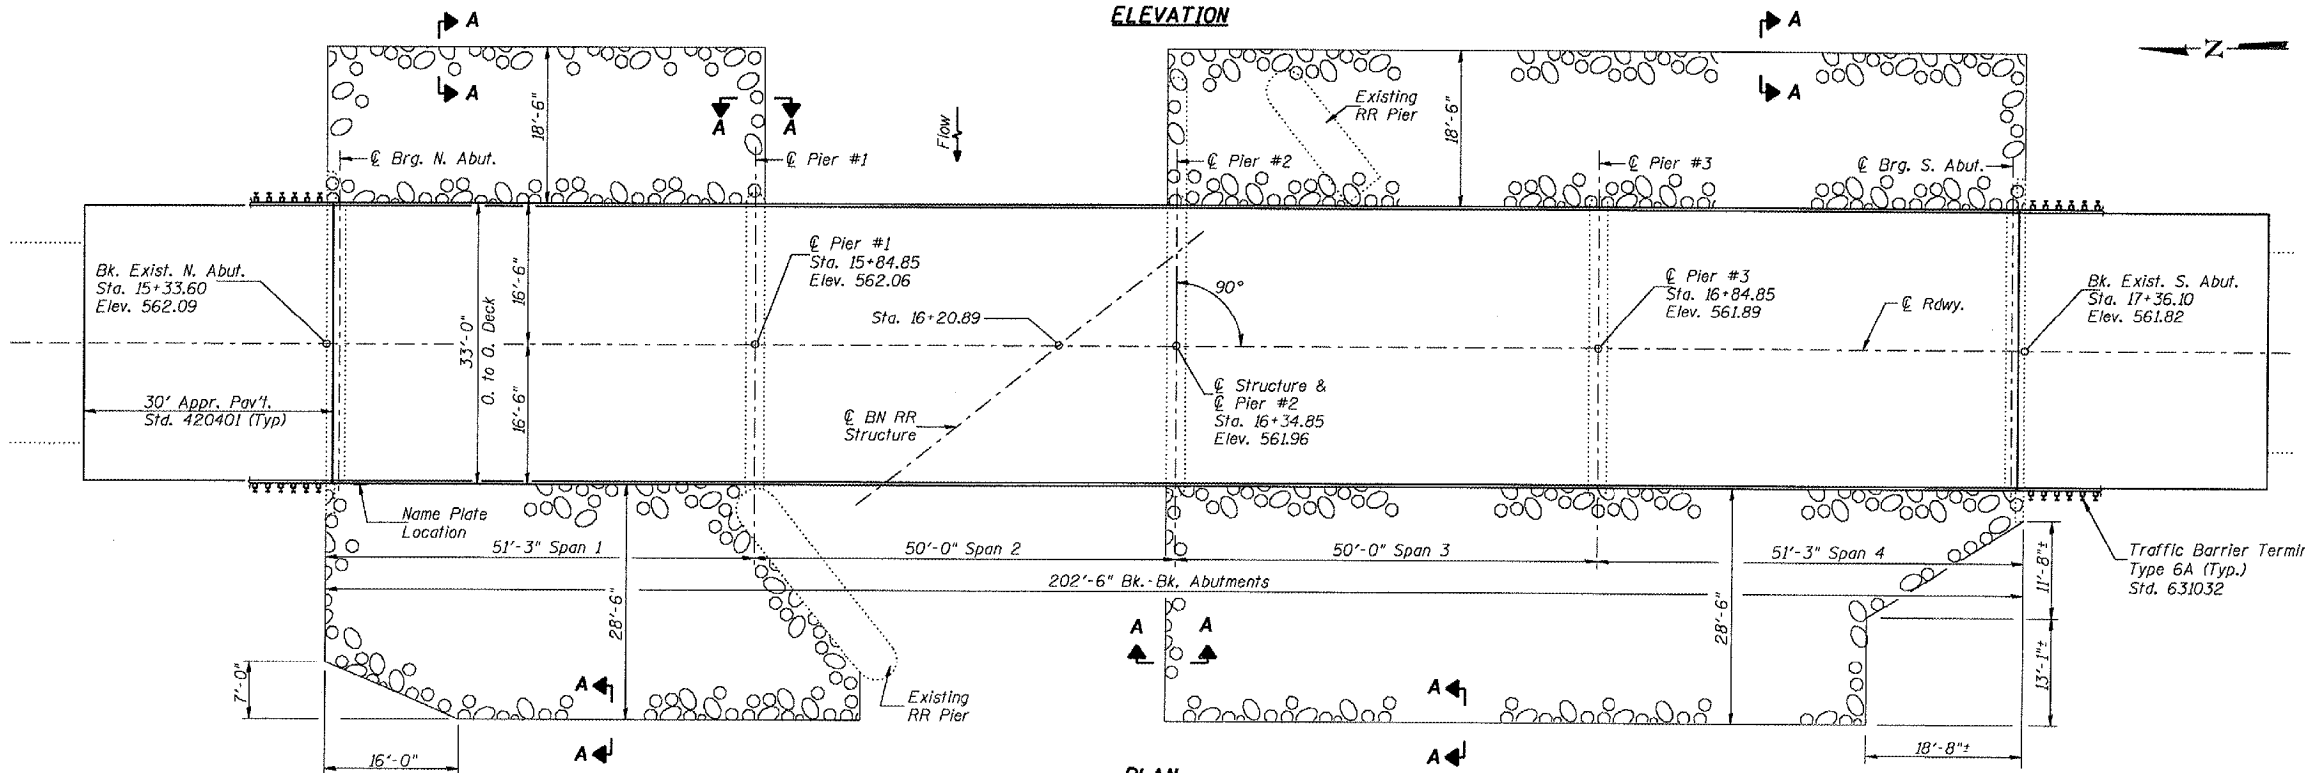 ELEVATION
A
A
A
A
A
A
Z
18'-6"
Flow
Existing
RR Pier
18'-6"
℄ Brg. N. Abut.
℄ Pier #1
℄ Pier #2
℄ Pier #3
℄ Brg. S. Abut.
Bk. Exist. N. Abut.
Sta. 15+33.60
Elev. 562.09
33'-0"
O. to O. Deck
16'-6"
16'-6"
℄ Pier #1
Sta. 15+84.85
Elev. 562.06
Sta. 16+20.89
90°
℄ Pier #3
Sta. 16+84.85
Elev. 561.89
℄ Rdwy.
Bk. Exist. S. Abut.
Sta. 17+36.10
Elev. 561.82
30' Appr. Pav't.
Std. 420401 (Typ)
℄ BN RR
Structure
℄ Structure &
℄ Pier #2
Sta. 16+34.85
Elev. 561.96
Name Plate
Location
51'-3" Span 1
50'-0" Span 2
50'-0" Span 3
51'-3" Span 4
202'-6" Bk.-Bk. Abutments
Traffic Barrier Termin
Type 6A (Typ.)
Std. 631032
11'-8"±
13'-1"±
28'-6"
28'-6"
A
A
7'-0"
A
A
Existing
RR Pier
A
A
16'-0"
18'-8"±
PLAN